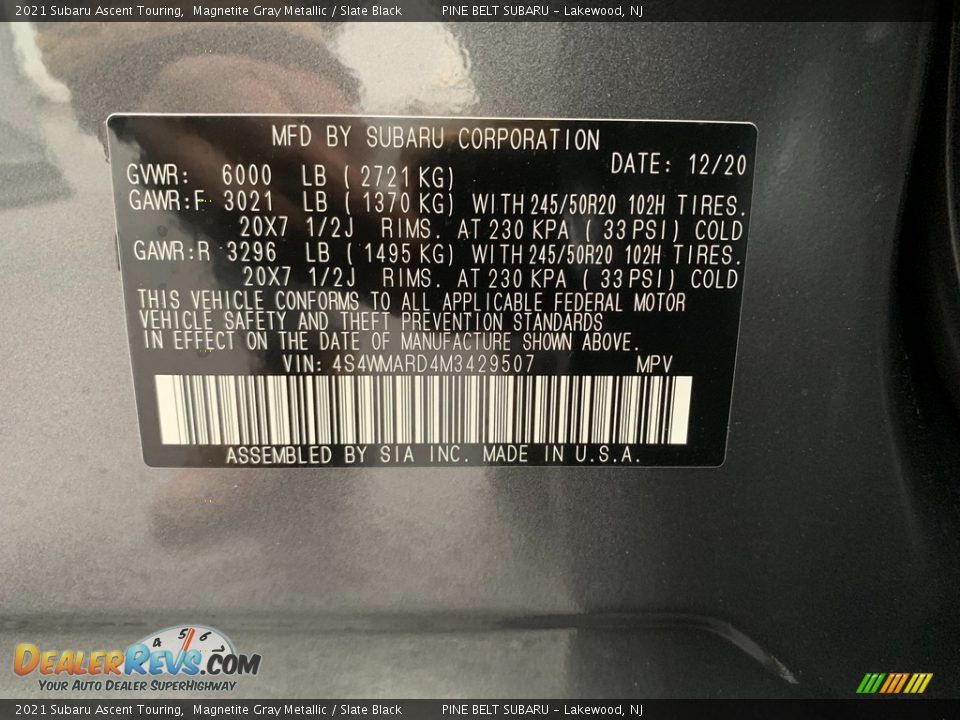 2021 Subaru Ascent Touring, Magnetite Gray Metallic / Slate Black PINE BELT SUBARU - Lakewood, NJ
MFD BY SUBARU CORPORATION
DATE: 12/20
GVWR: 6000 LB ( 2721 KG)
GAWR:F 3021 LB ( 1370 KG) WITH 245/50R20 102H TIRES.
20X7 1/2J RIMS. AT 230 KPA ( 33 PSI) COLD
GAWR:R 3296 LB ( 1495 KG) WITH 245/50R20 102H TIRES.
20X7 1/2J RIMS. AT 230 KPA ( 33 PSI) COLD
THIS VEHICLE CONFORMS TO ALL APPLICABLE FEDERAL MOTOR
VEHICLE SAFETY AND THEFT PREVENTION STANDARDS
IN EFFECT ON THE DATE OF MANUFACTURE SHOWN ABOVE.
VIN: 4S4WMARD4M3429507 MPV
ASSEMBLED BY SIA INC. MADE IN U.S.A.
4 5 6 7
DEALERREVS.COM
YOUR AUTO DEALER SUPERHIGHWAY
2021 Subaru Ascent Touring, Magnetite Gray Metallic / Slate Black PINE BELT SUBARU - Lakewood, NJ